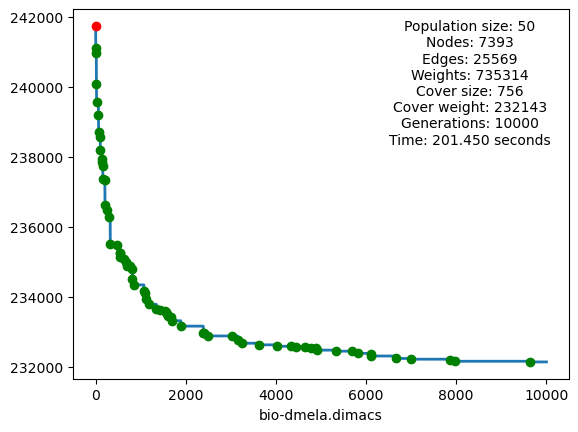 242000
240000
238000
236000
234000
232000
Population size: 50
Nodes: 7393
Edges: 25569
Weights: 735314
Cover size: 756
Cover weight: 232143
Generations: 10000
Time: 201.450 seconds
0 2000 4000 6000 8000 10000
bio-dmela.dimacs